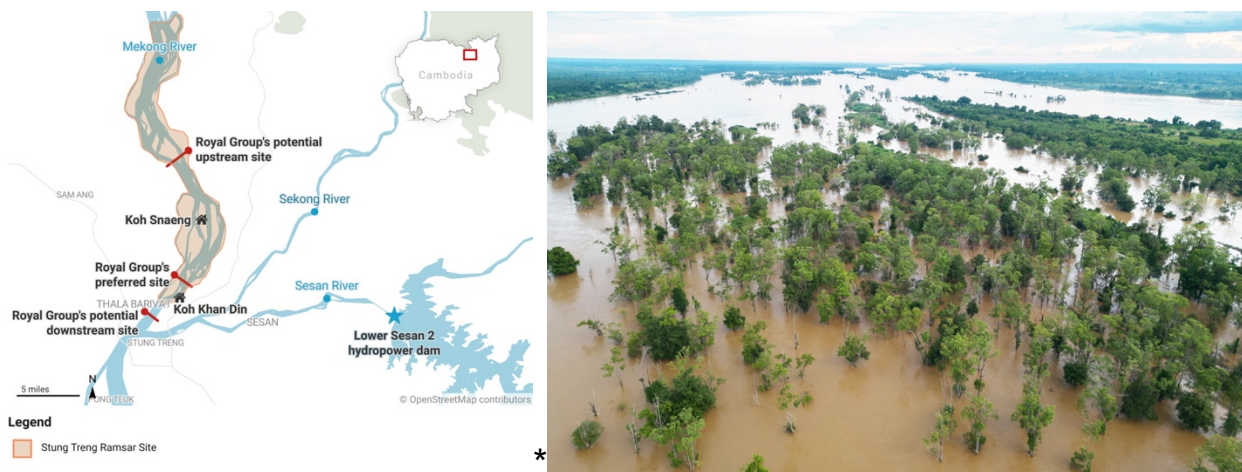 Mekong River
Cambodia
Royal Group's potential
upstream site
SAM ANG
Koh Snaeng
Sekong River
Royal Group's
preferred site
Sesan River
THALA BARIVAT
Koh Khan Din
Royal Group's potential
downstream site
SESAN
Lower Sesan 2
hydropower dam
STUNG TRENG
5 miles
N
© OpenStreetMap contributors
Legend
Stung Treng Ramsar Site
*